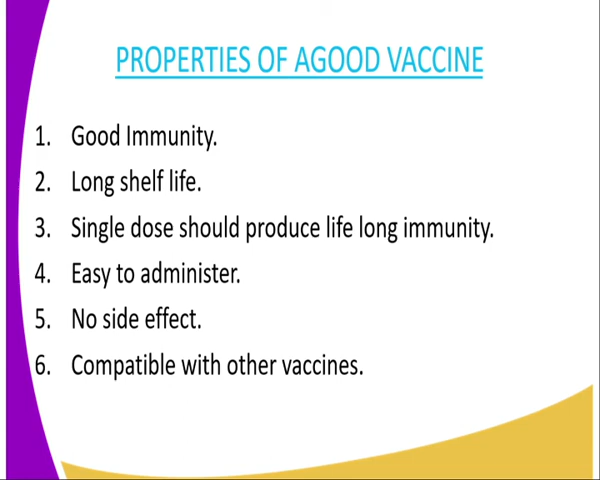 PROPERTIES OF AGOOD VACCINE
1. Good Immunity.
2. Long shelf life.
3. Single dose should produce life long immunity.
4. Easy to administer.
5. No side effect.
6. Compatible with other vaccines.